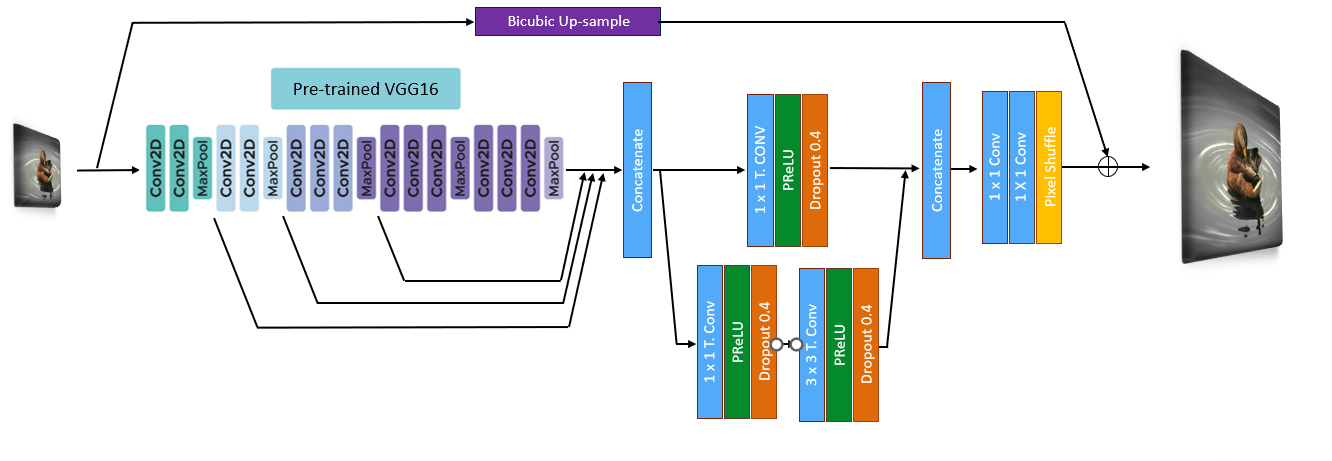 Bicubic Up-sample
Pre-trained VGG16
Conv2D
Conv2D
MaxPool
Conv2D
Conv2D
MaxPool
Conv2D
Conv2D
Conv2D
MaxPool
Conv2D
Conv2D
Conv2D
MaxPool
Conv2D
Conv2D
Conv2D
MaxPool
Concatenate
1 x 1 T. CONV
PReLU
Dropout 0.4
1 x 1 T. Conv
PReLU
Dropout 0.4
3 x 3 T. Conv
PReLU
Dropout 0.4
Concatenate
1 x 1 Conv
1 X 1 Conv
Pixel Shuffle